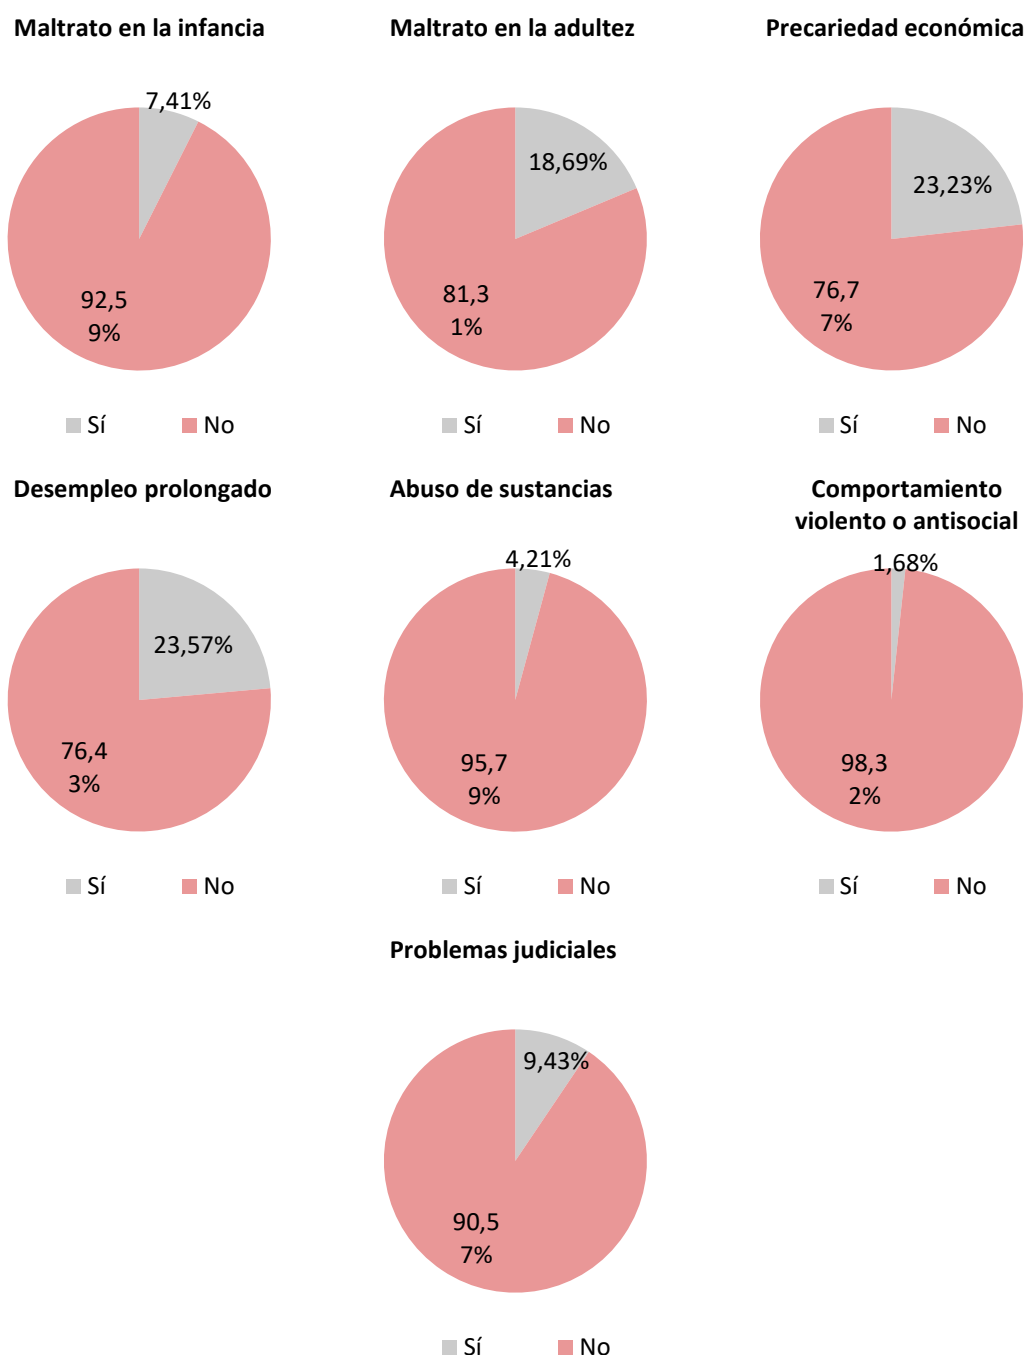 Maltrato en la infancia
7,41%
92,5
9%
Sí No
Maltrato en la adultez
18,69%
81,3
1%
Sí No
Precariedad económica
23,23%
76,7
7%
Sí No
Desempleo prolongado
23,57%
76,4
3%
Sí No
Abuso de sustancias
4,21%
95,7
9%
Sí No
Comportamiento
violento o antisocial
1,68%
98,3
2%
Sí No
Problemas judiciales
9,43%
90,5
7%
Sí No